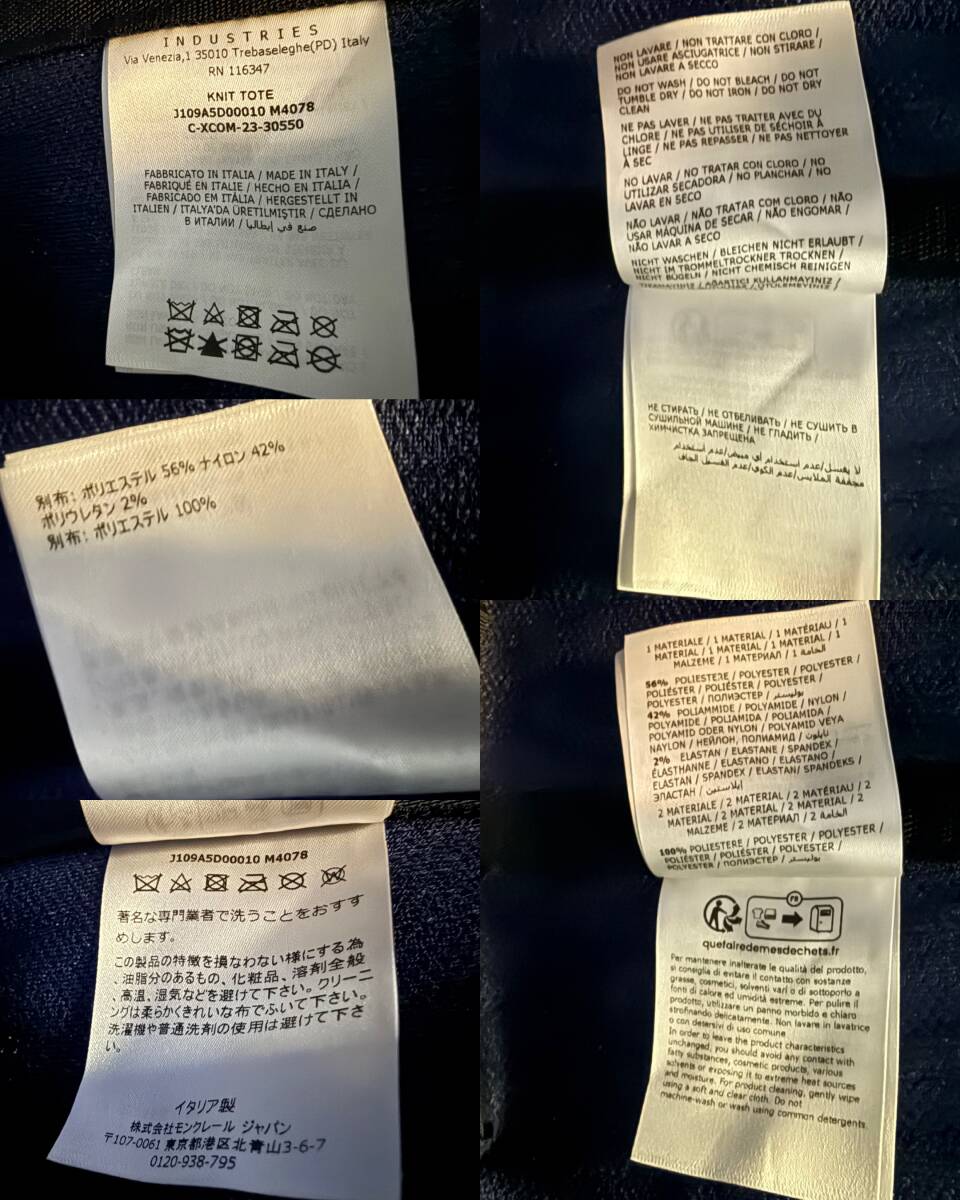 INDUSTRIES
Via Venezia,1 35010 Trebaseleghe(PD) Italy
RN 116347
KNIT TOTE
J109A5D00010 M4078
C-XCOM-23-30550
FABBRICATO IN ITALIA / MADE IN ITALY /
FABRIQUÉ EN ITALIE / HECHO EN ITALIA /
FABRICADO EM ITÁLIA / HERGESTELLT IN
ITALIEN / ITALYA'DA ÜRETILMIŞTIR / СДЕЛАНО
В ИТАЛИИ / صنع في إيطاليا
NON LAVARE / NON TRATTARE CON CLORO /
NON USARE ASCIUGATRICE / NON STIRARE /
NON LAVARE A SECCO
DO NOT WASH / DO NOT BLEACH / DO NOT
TUMBLE DRY / DO NOT IRON / DO NOT DRY
CLEAN
NE PAS LAVER / NE PAS TRAITER AVEC DU
CHLORE / NE PAS UTILISER DE SÉCHOIR À
LINGE / NE PAS REPASSER / NE PAS NETTOYER
À SEC
NO LAVAR / NO TRATAR CON CLORO / NO
UTILIZAR SECADORA / NO PLANCHAR / NO
LAVAR EN SECO
NÃO LAVAR / NÃO TRATAR COM CLORO / NÃO
USAR MÁQUINA DE SECAR / NÃO ENGOMAR /
NÃO LAVAR A SECO
NICHT WASCHEN / BLEICHEN NICHT ERLAUBT /
NICHT IM TROMMELTROCKNER TROCKNEN /
NICHT BÜGELN / NICHT CHEMISCH REINIGEN
НЕ СТИРАТЬ / НЕ ОТБЕЛИВАТЬ / НЕ СУШИТЬ В
СУШИЛЬНОЙ МАШИНЕ / НЕ ГЛАДИТЬ /
ХИМЧИСТКА ЗАПРЕЩЕНА
لا يغسل/عدم استخدام أي مبيض/عدم استخدام
مجففة الملابس/عدم الكوي/عدم الغسيل الجاف
別布: ポリエステル 56% ナイロン 42%
ポリウレタン 2%
別布: ポリエステル 100%
1 MATERIALE / 1 MATERIAL / 1 MATÉRIAU / 1
MATERIAL / 1 MATERIAL / 1 MATERIAL / 1
MALZEME / 1 МАТЕРИАЛ / 1 الخامة
56% POLIESTERE / POLYESTER / POLYESTER /
POLIÉSTER / POLIÉSTER / POLYESTER /
POLYESTER / ПОЛИЭСТЕР / بوليستر
42% POLIAMMIDE / POLYAMIDE / NYLON /
POLYAMIDE / POLIAMIDA / POLIAMIDA /
POLYAMID ODER NYLON / POLYAMID VEYA
NAYLON / НЕЙЛОН, ПОЛИАМИД / نايلون
2% ELASTAN / ELASTANE / SPANDEX /
ÉLASTHANNE / ELASTANO / ELASTANO /
ELASTAN / SPANDEX / ELASTAN/ SPANDEKS /
ЭЛАСТАН / إيلاستين
2 MATERIALE / 2 MATERIAL / 2 MATÉRIAU / 2
MATERIAL / 2 MATERIAL / 2 MATERIAL / 2
MALZEME / 2 МАТЕРИАЛ / 2 الخامة
100% POLIESTERE / POLYESTER / POLYESTER /
POLIÉSTER / POLIÉSTER / POLYESTER /
POLYESTER / ПОЛИЭСТЕР / بوليستر
FR
quefairedemesdechets.fr
Per mantenere inalterate le qualità del prodotto,
si consiglia di evitare il contatto con sostanze
grasse, cosmetici, solventi vari o di sottoporlo a
fonti di calore ed umidità estreme. Per pulire il
prodotto, utilizzare un panno morbido e chiaro
strofinando delicatamente. Non lavare in lavatrice
o con detersivi di uso comune
In order to leave the product characteristics
unchanged, you should avoid any contact with
fatty substances, cosmetic products, various
solvents or exposing it to extreme heat sources
and moisture. For product cleaning, gently wipe
using a soft and clear cloth. Do not
machine-wash or wash using common detergents.
J109A5D00010 M4078
著名な専門業者で洗うことをおすす
めします。
この製品の特徴を損なわない様にする為
、油脂分のあるもの、化粧品、溶剤全般
、高温、湿気などを避けて下さい。クリーニ
ングは柔らかくきれいな布でふいて下さい。
洗濯機や普通洗剤の使用は避けて下さ
い。
イタリア製
株式会社モンクレール ジャパン
〒107-0061 東京都港区北青山3-6-7
0120-938-795